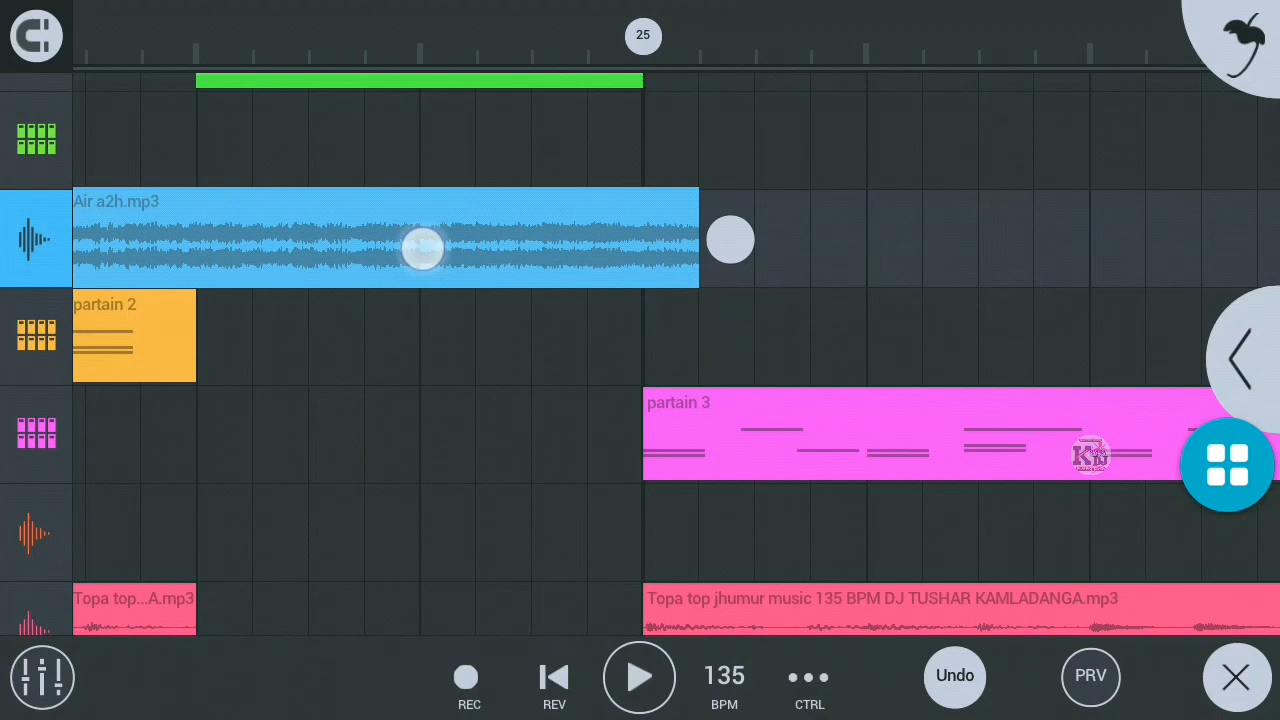 25
Air a2h.mp3
partain 2
partain 3
K DJ
Topa top...A.mp3
Topa top jhumur music 135 BPM DJ TUSHAR KAMLADANGA.mp3
REC
REV
135
BPM
CTRL
Undo
PRV